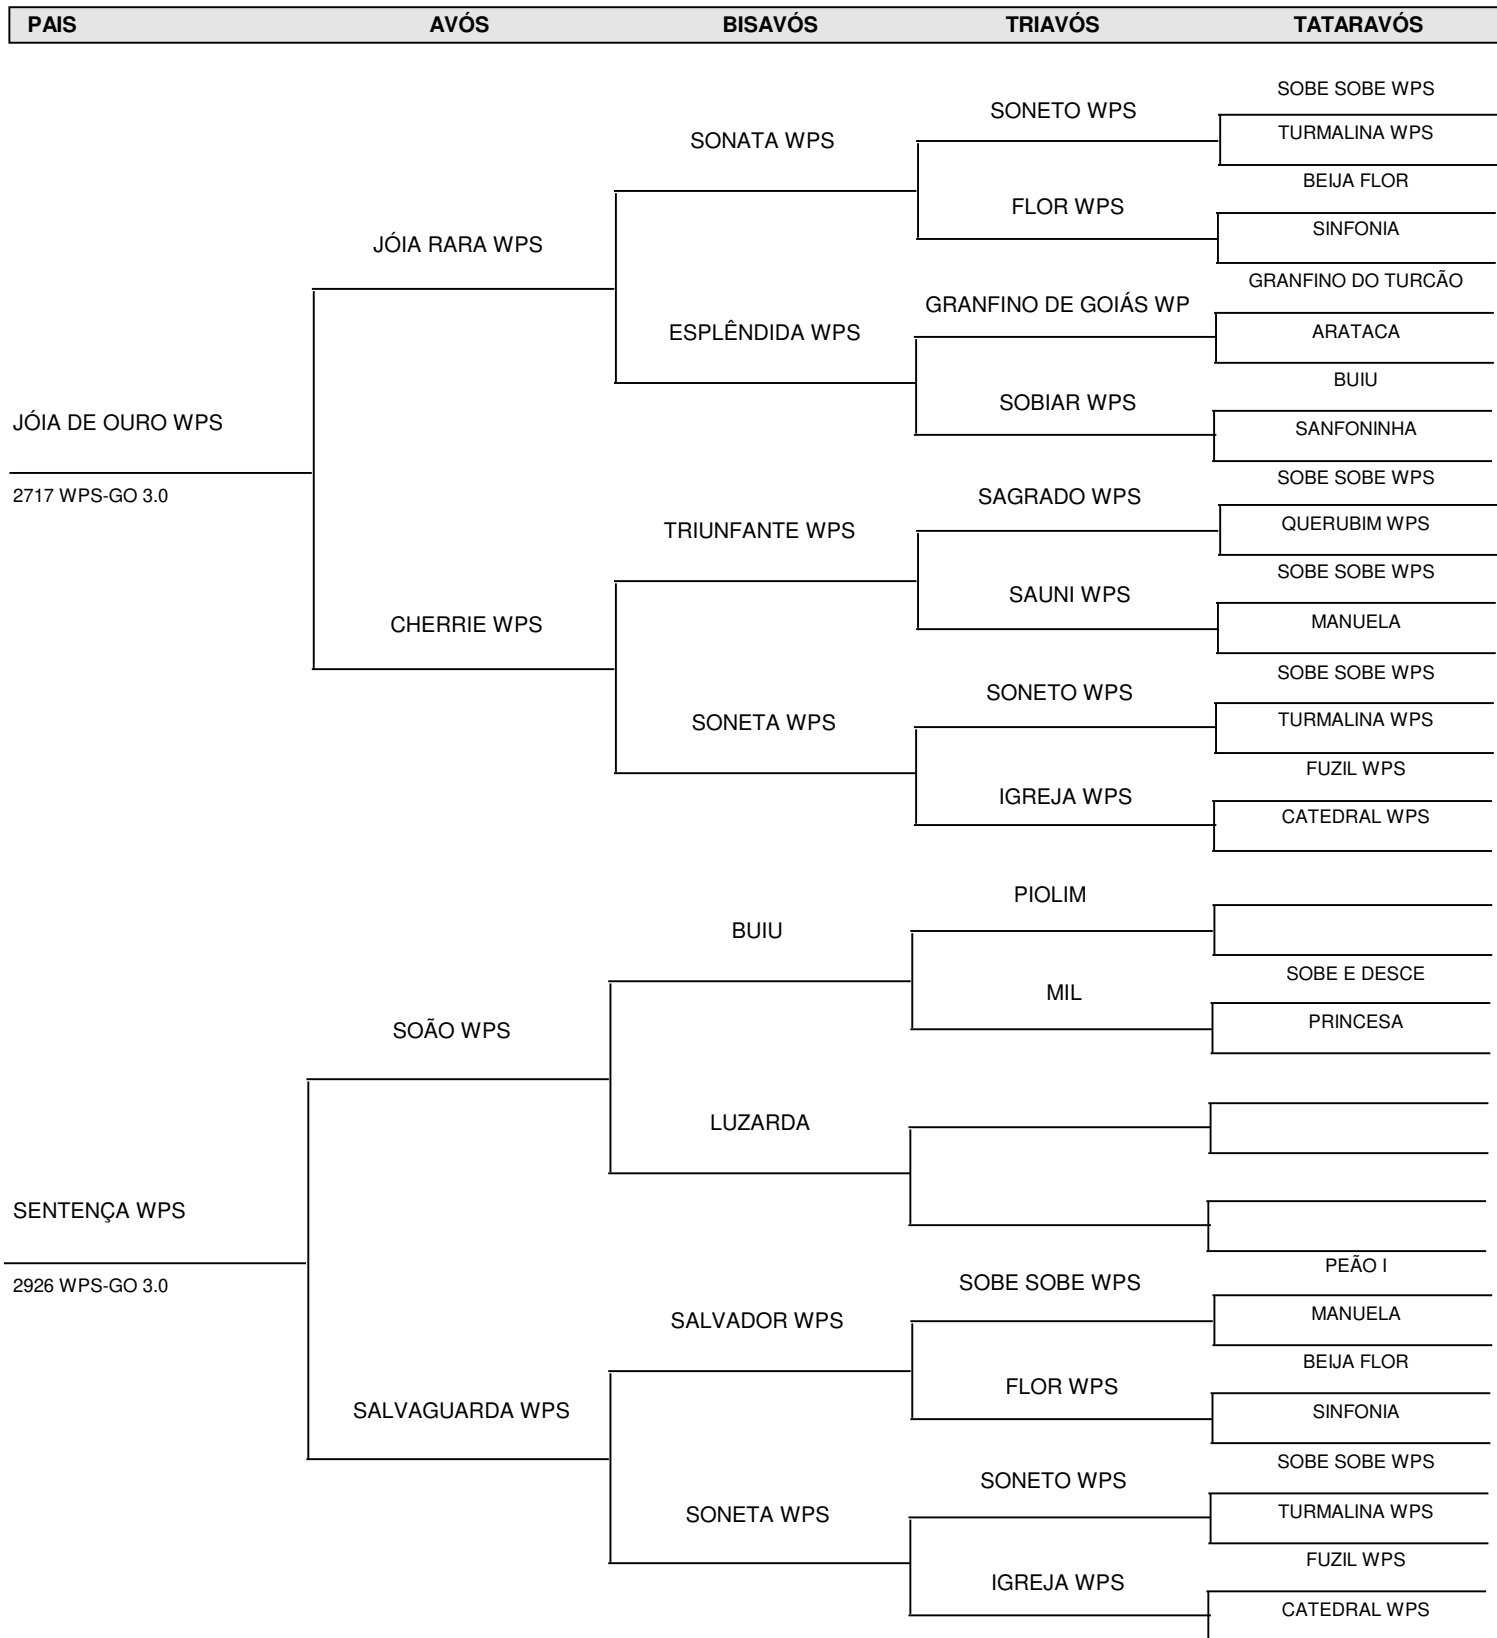 PAIS AVÓS BISAVÓS TRIAVÓS TATARAVÓS
SOBE SOBE WPS
SONETO WPS
TURMALINA WPS
SONATA WPS
BEIJA FLOR
FLOR WPS
SINFONIA
JÓIA RARA WPS
GRANFINO DO TURCÃO
GRANFINO DE GOIÁS WP
ESPLÊNDIDA WPS
ARATACA
BUIU
SOBIAR WPS
JÓIA DE OURO WPS
SANFONINHA
SOBE SOBE WPS
2717 WPS-GO 3.0
SAGRADO WPS
QUERUBIM WPS
TRIUNFANTE WPS
SOBE SOBE WPS
SAUNI WPS
CHERRIE WPS
MANUELA
SOBE SOBE WPS
SONETO WPS
SONETA WPS
TURMALINA WPS
FUZIL WPS
IGREJA WPS
CATEDRAL WPS
PIOLIM
BUIU
SOBE E DESCE
MIL
PRINCESA
SOÃO WPS
LUZARDA
SENTENÇA WPS
PEÃO I
2926 WPS-GO 3.0
SOBE SOBE WPS
MANUELA
SALVADOR WPS
BEIJA FLOR
FLOR WPS
SALVAGUARDA WPS
SINFONIA
SOBE SOBE WPS
SONETO WPS
TURMALINA WPS
SONETA WPS
FUZIL WPS
IGREJA WPS
CATEDRAL WPS